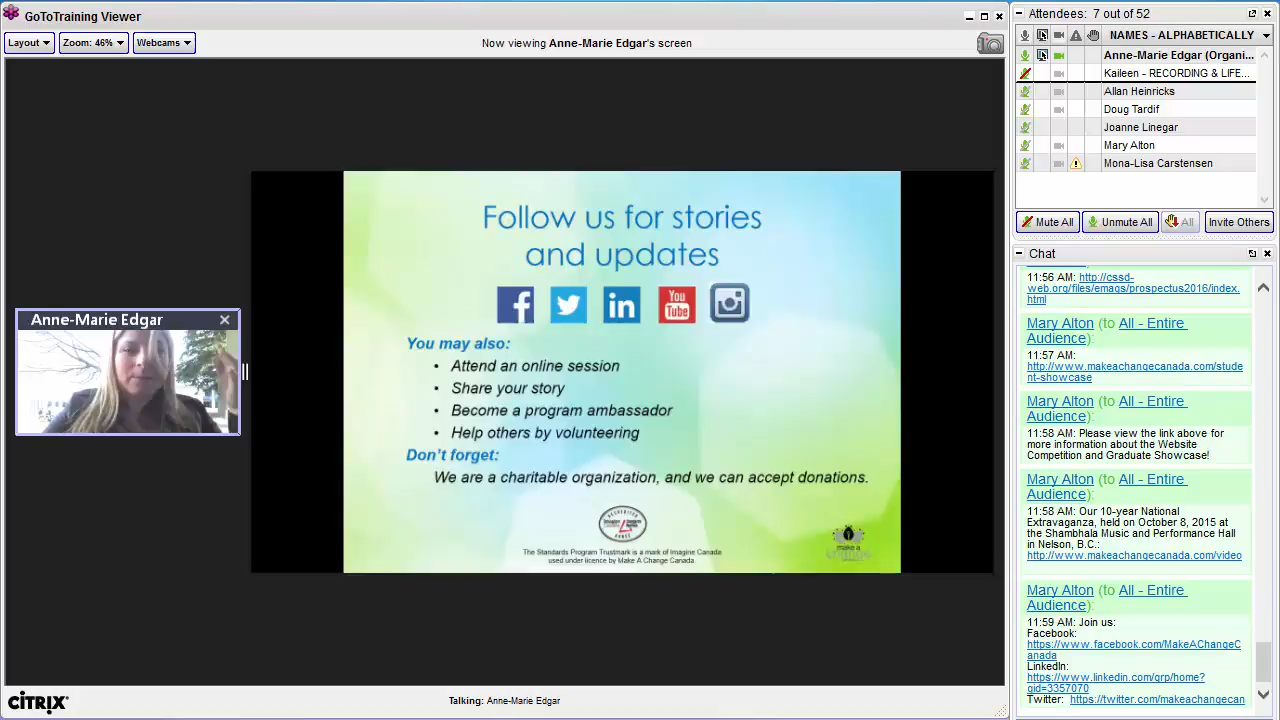 GoToTraining Viewer
Layout
Zoom: 46%
Webcams
Now viewing Anne-Marie Edgar's screen
Anne-Marie Edgar
Follow us for stories
and updates
You
Tube
You may also:
• Attend an online session
• Share your story
• Become a program ambassador
• Help others by volunteering
Don't forget:
We are a charitable organization, and we can accept donations.
The Standards Program Trustmark is a mark of Imagine Canada
used under licence by Make A Change Canada.
make a
change
CITRIX
Talking: Anne-Marie Edgar
Attendees: 7 out of 52
NAMES - ALPHABETICALLY
Anne-Marie Edgar (Organi...
Kaileen - RECORDING & LIFE...
Allan Heinricks
Doug Tardif
Joanne Linegar
Mary Alton
Mona-Lisa Carstensen
Mute All
Unmute All
All
Invite Others
Chat
11:56 AM: http://cssd-
web.org/files/emags/prospectus2016/index.
html
Mary Alton (to All - Entire
Audience):
11:57 AM:
http://www.makeachangecanada.com/stude
nt-showcase
Mary Alton (to All - Entire
Audience):
11:58 AM: Please view the link above for
more information about the Website
Competition and Graduate Showcase!
Mary Alton (to All - Entire
Audience):
11:58 AM: Our 10-year National
Extravaganza, held on October 8, 2015 at
the Shambhala Music and Performance Hall
in Nelson, B.C.:
http://www.makeachangecanada.com/video
Mary Alton (to All - Entire
Audience):
11:59 AM: Join us:
Facebook:
https://www.facebook.com/MakeAChangeC
anada
LinkedIn:
https://www.linkedin.com/grp/home?
gid=3357070
Twitter: https://twitter.com/makeachangecan